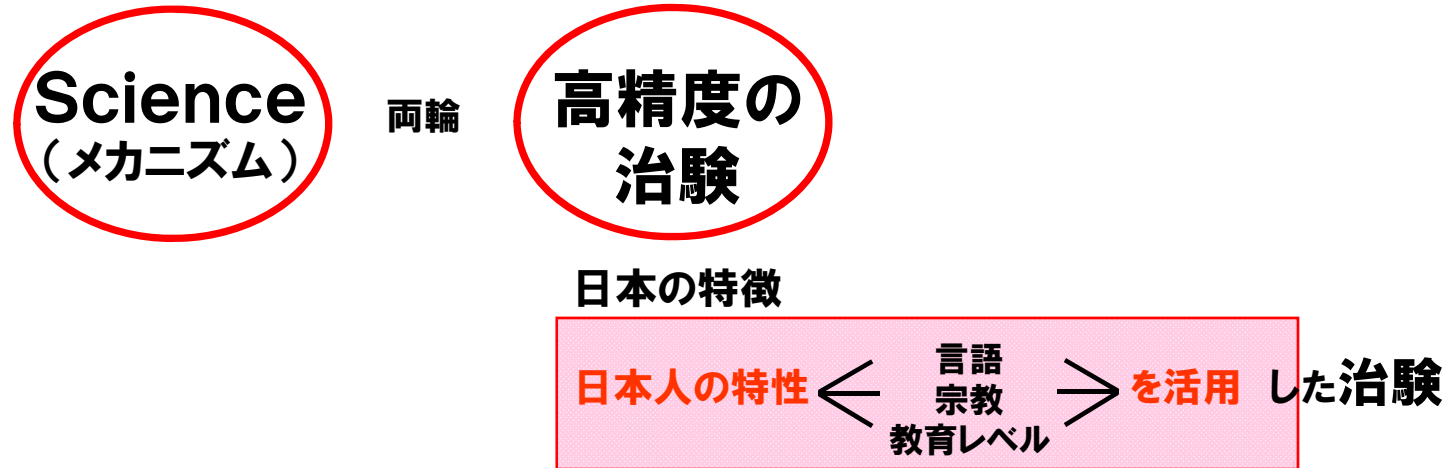 Science
（メカニズム）
両輪
高精度の
治験
日本の特徴
日本人の特性
言語
宗教
教育レベル
を活用 した治験